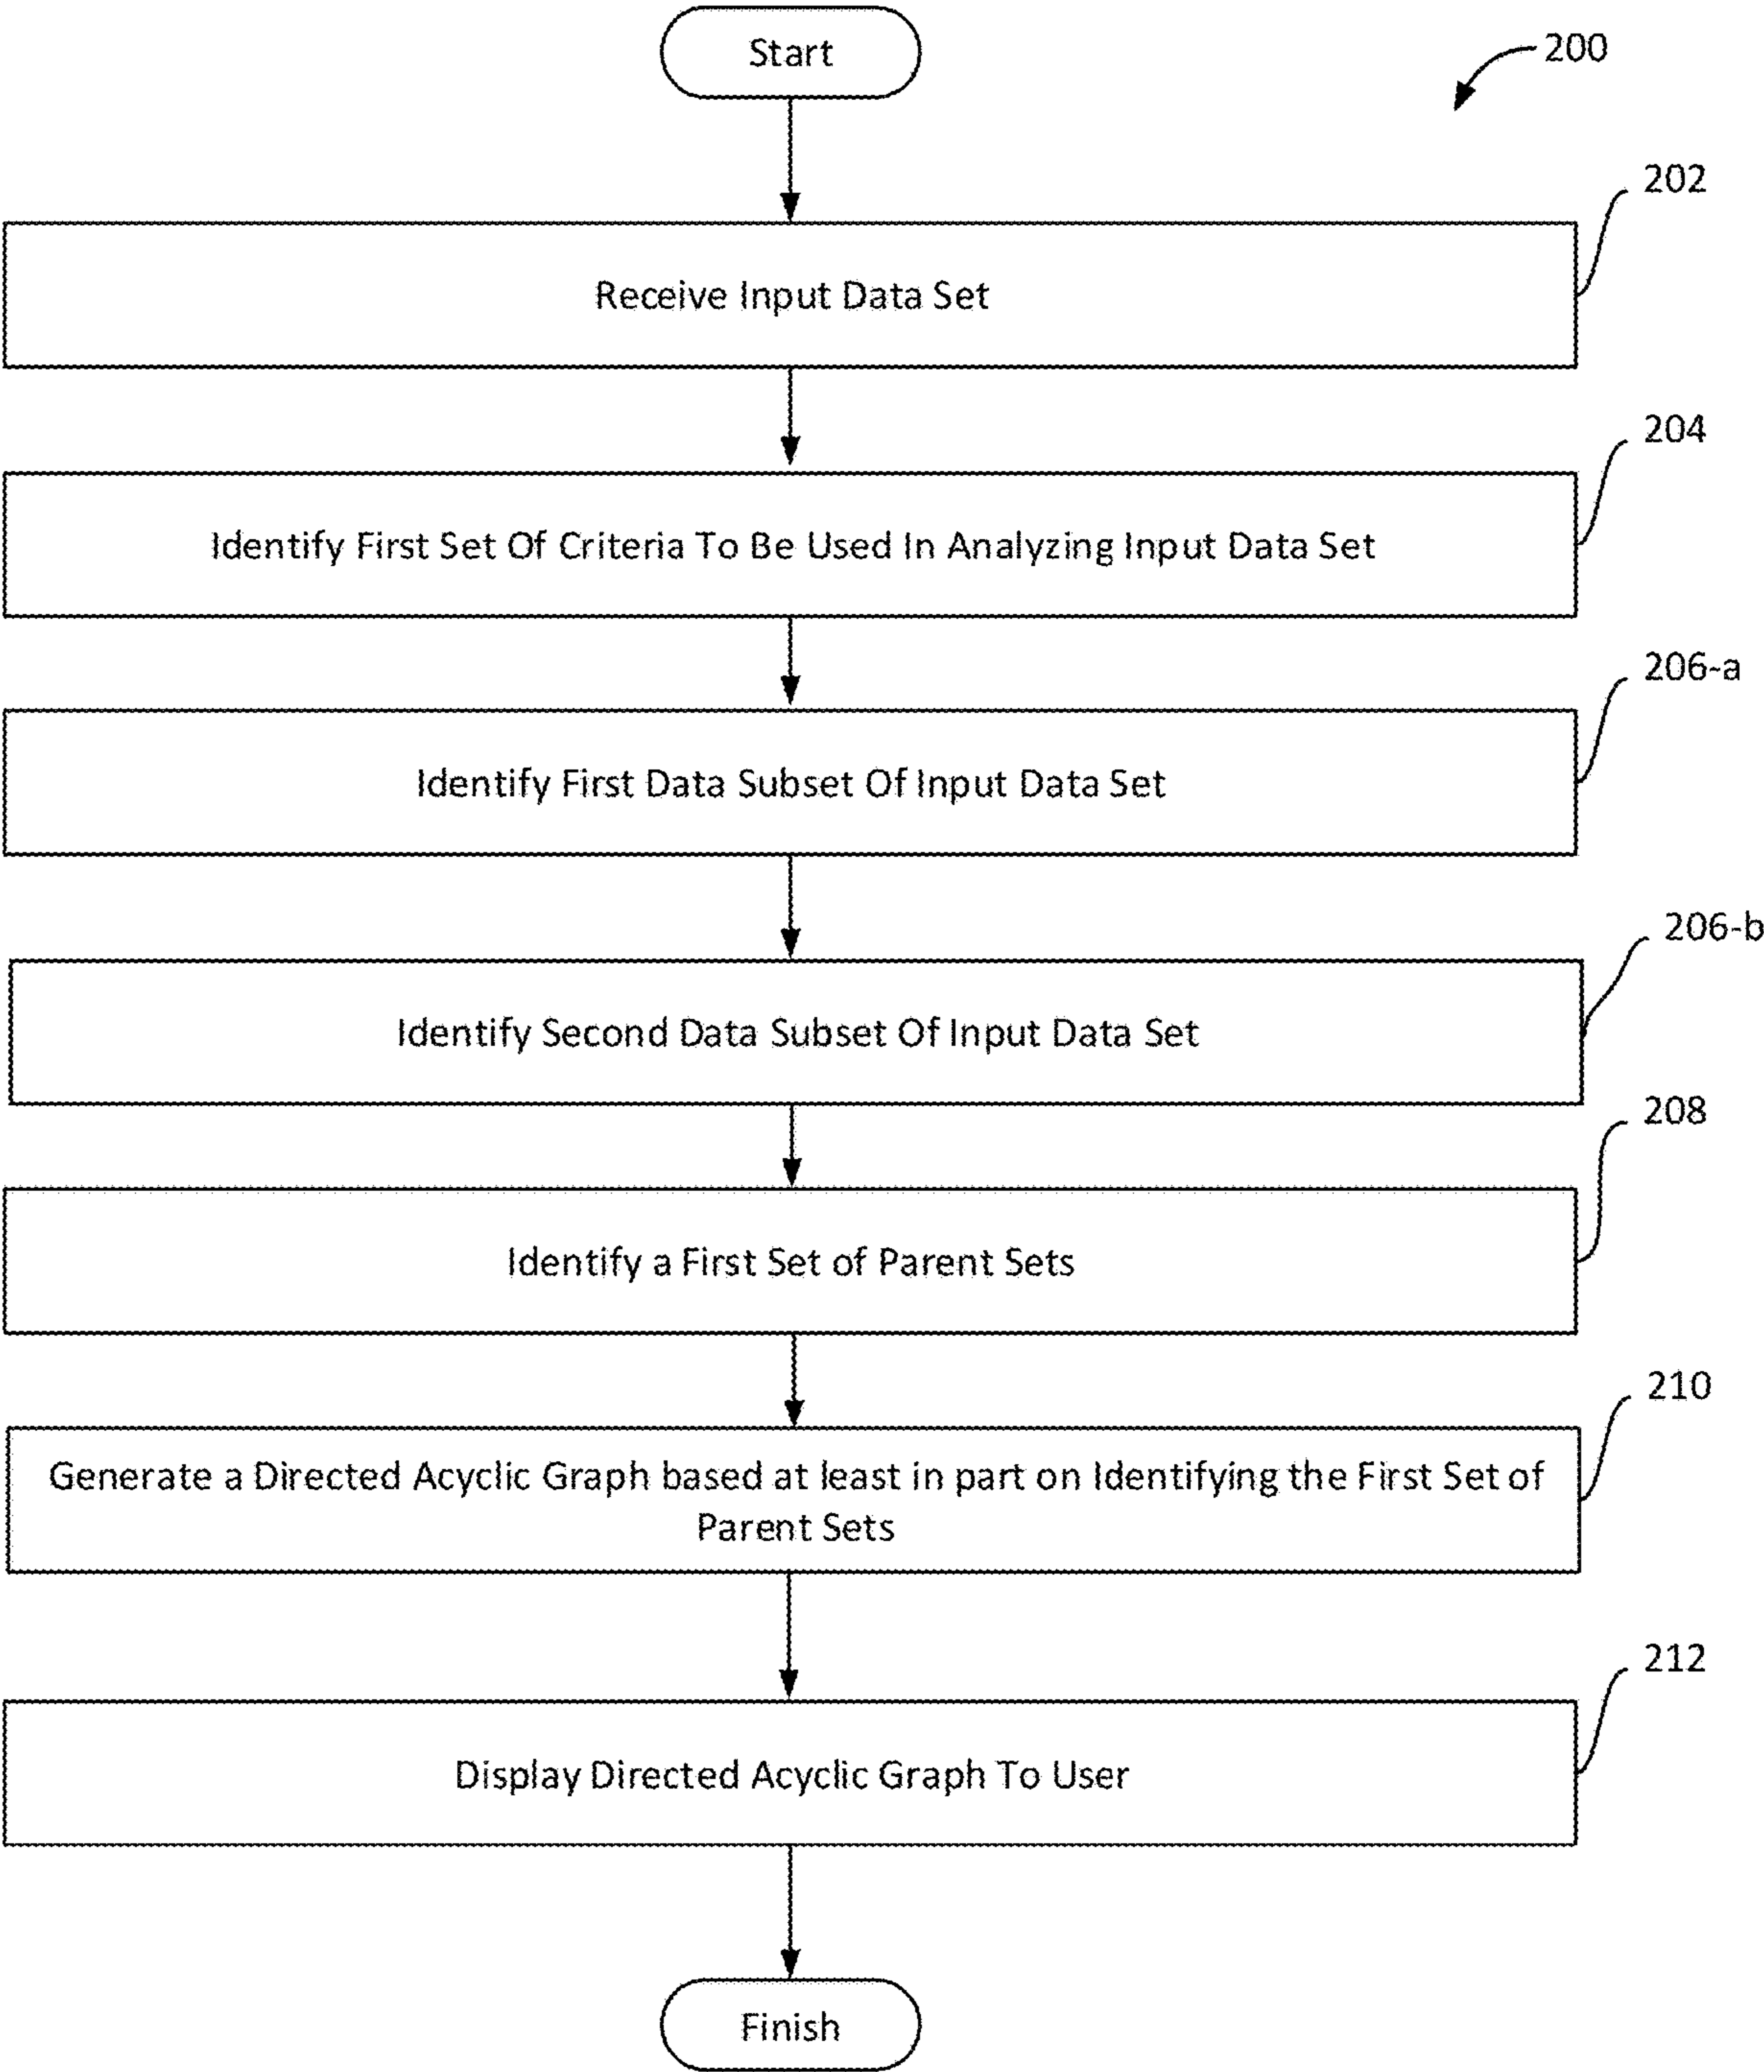 Start
200
202
Receive Input Data Set
204
Identify First Set Of Criteria To Be Used In Analyzing Input Data Set
206-a
Identify First Data Subset Of Input Data Set
206-b
Identify Second Data Subset Of Input Data Set
208
Identify a First Set of Parent Sets
210
Generate a Directed Acyclic Graph based at least in part on Identifying the First Set of
Parent Sets
212
Display Directed Acyclic Graph To User
Finish